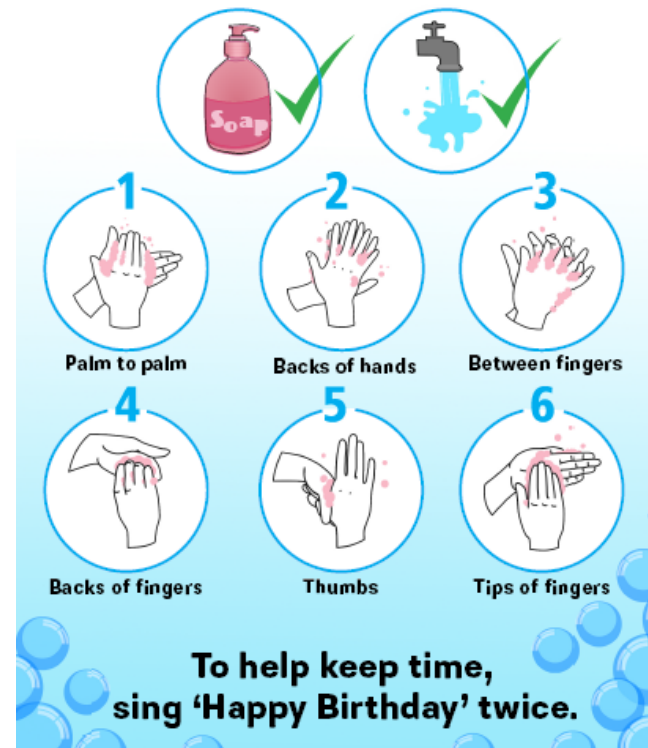 Soap
1 2 3
Palm to palm
Backs of hands
Between fingers
4 5 6
Backs of fingers
Thumbs
Tips of fingers
To help keep time,
sing ‘Happy Birthday’ twice.